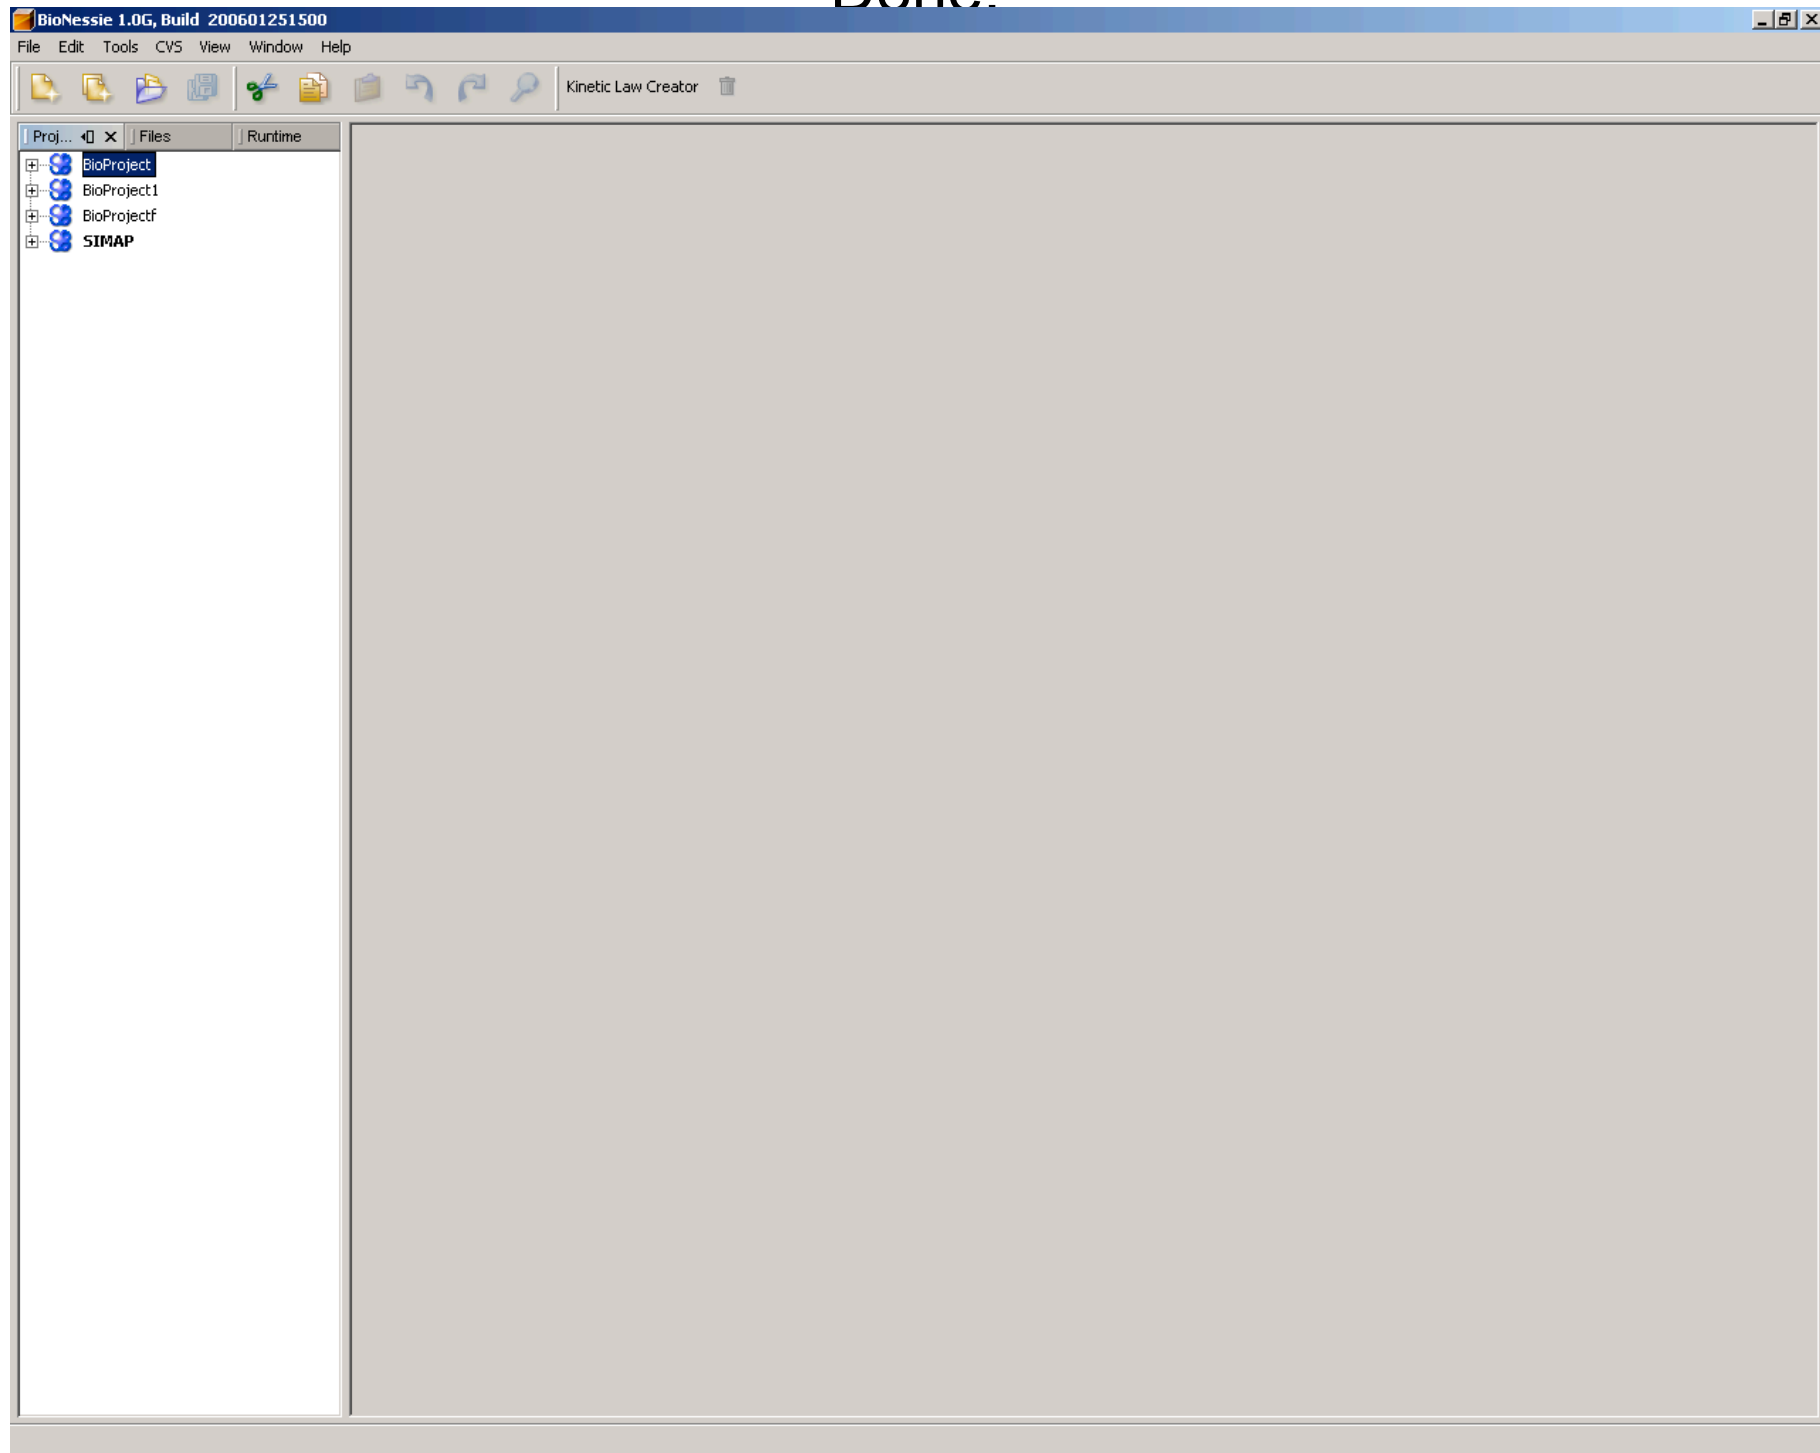 Done.
BioNessie 1.0G, Build 200601251500
File Edit Tools CVS View Window Help
Kinetic Law Creator
Proj... Files Runtime
BioProject
BioProject1
BioProjectf
SIMAP